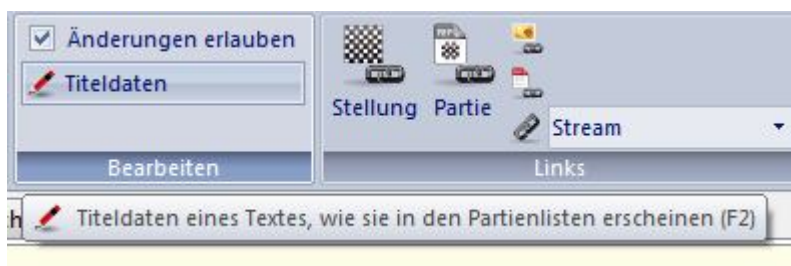 Änderungen erlauben
Titeldaten
Bearbeiten
Stellung
Partie
Stream
Links
Titeldaten eines Textes, wie sie in den Partienlisten erscheinen (F2)